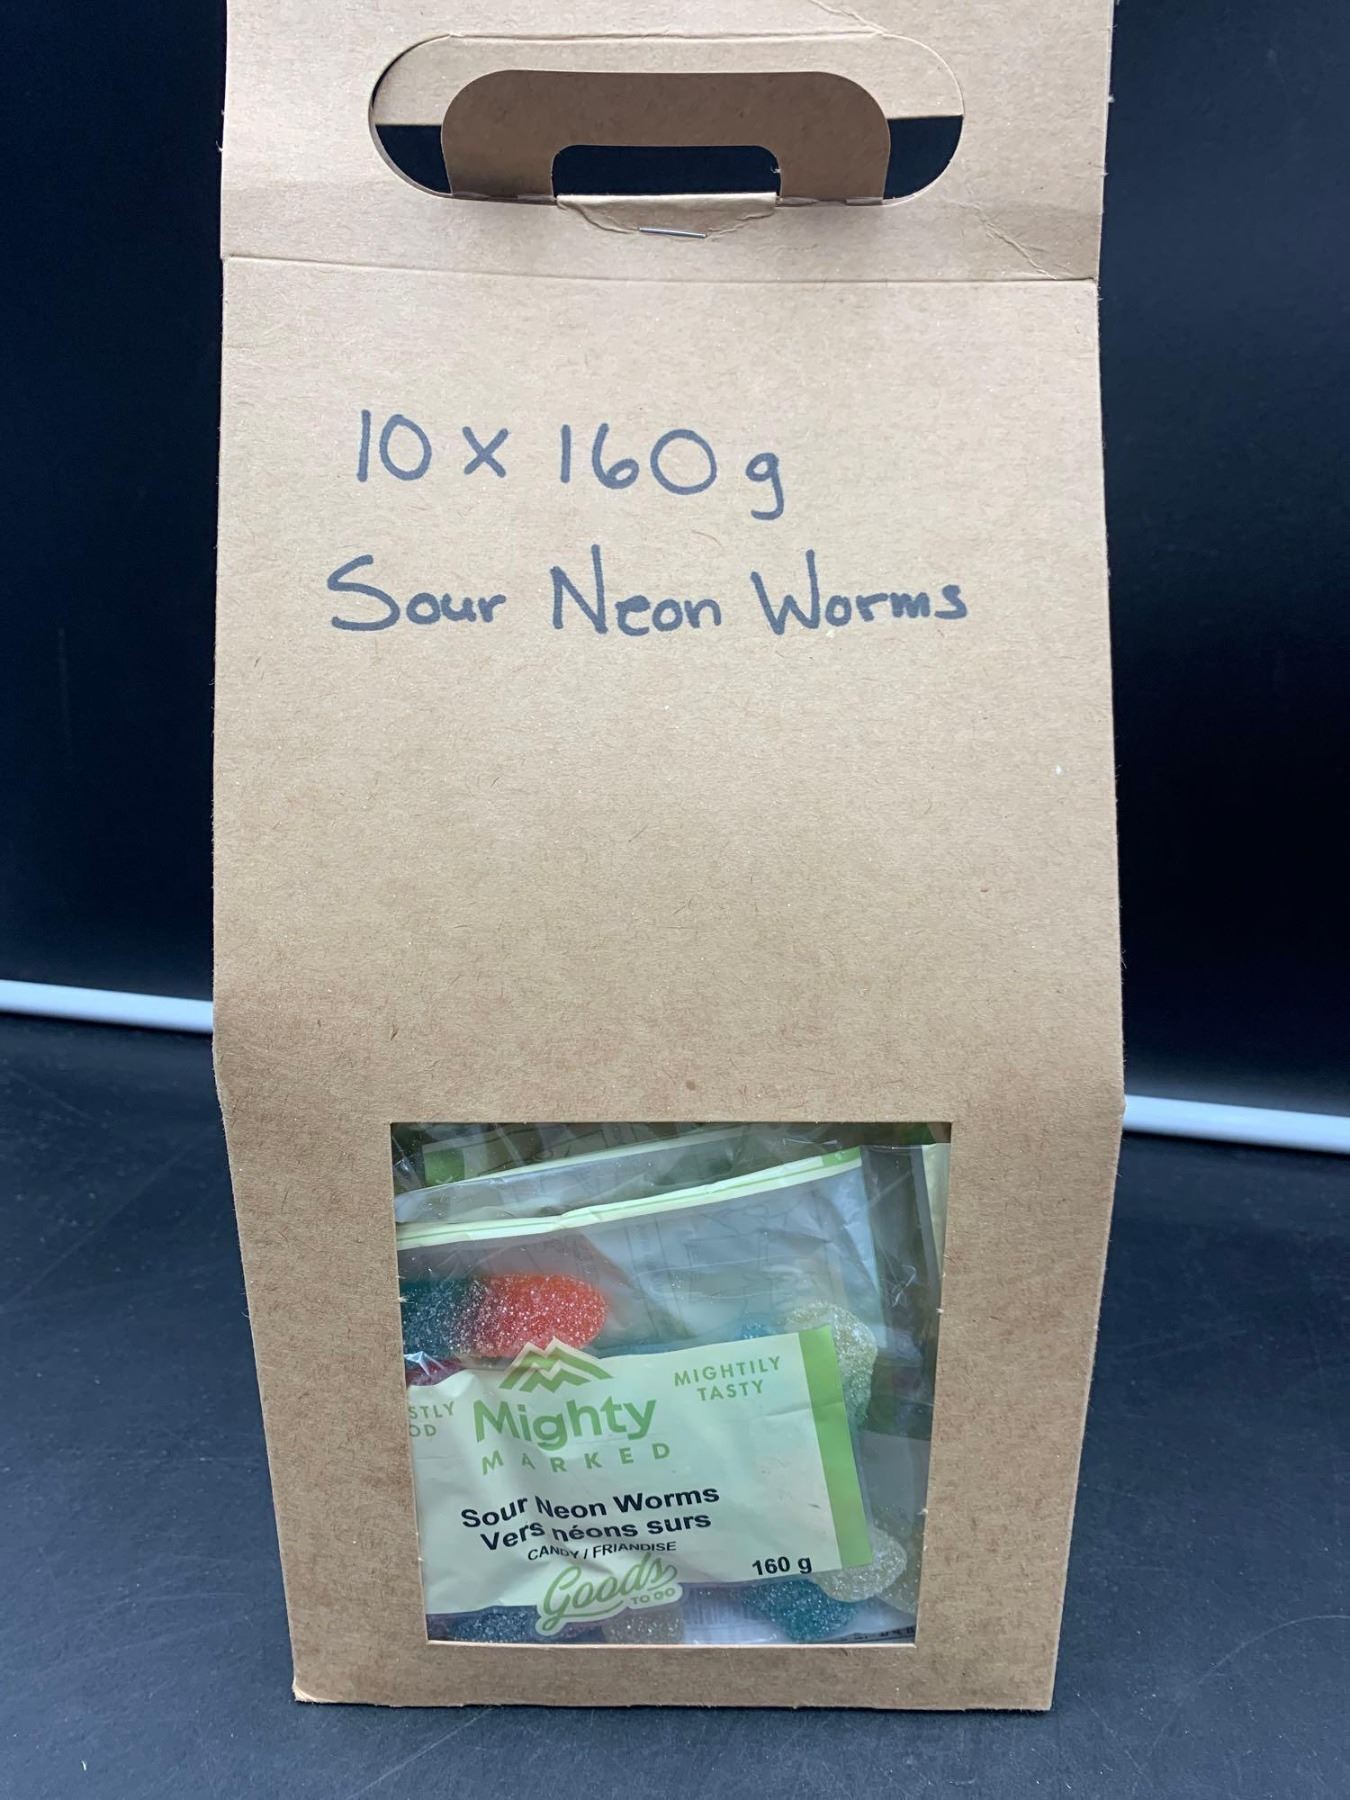 10 x 160 g
Sour Neon Worms
MIGHTILY
TASTY
Mighty
MARKED
Sour Neon Worms
Vers néons surs
CANDY / FRIANDISE
160 g
Goods
TO GO